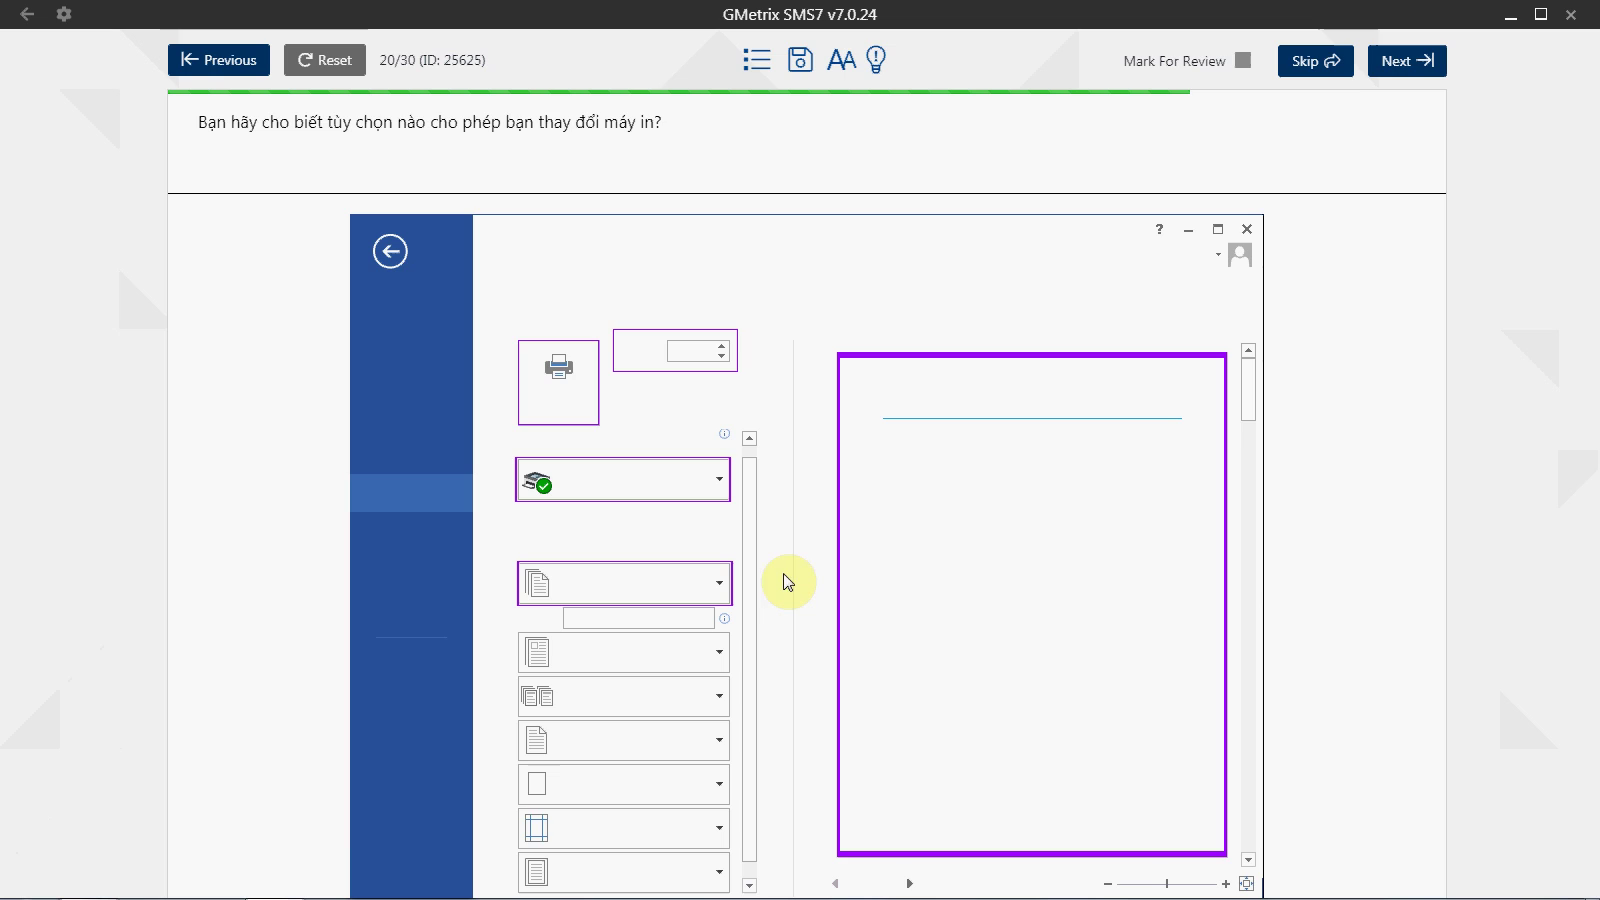 GMetrix SMS7 v7.0.24
Previous
Reset
20/30 (ID: 25625)
AA
Mark For Review
Skip
Next
Bạn hãy cho biết tùy chọn nào cho phép bạn thay đổi máy in?